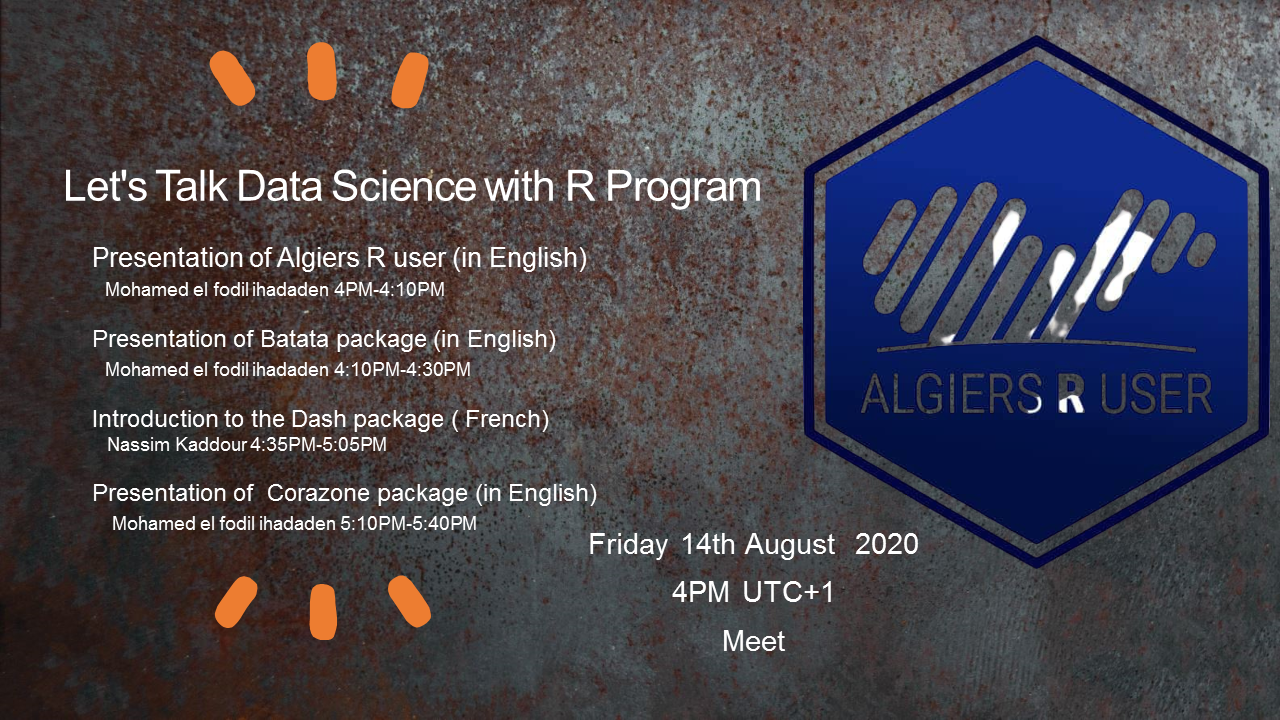 Let's Talk Data Science with R Program
Presentation of Algiers R user (in English)
Mohamed el fodil ihadaden 4PM-4:10PM
Presentation of Batata package (in English)
Mohamed el fodil ihadaden 4:10PM-4:30PM
Introduction to the Dash package ( French)
Nassim Kaddour 4:35PM-5:05PM
Presentation of Corazone package (in English)
Mohamed el fodil ihadaden 5:10PM-5:40PM
Friday 14th August 2020
4PM UTC+1
Meet
ALGIERS R USER